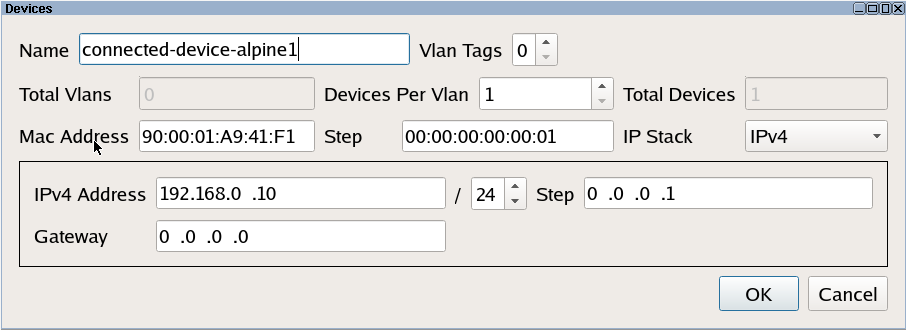 Devices
Name connected-device-alpine1 Vlan Tags 0
Total Vlans 0 Devices Per Vlan 1 Total Devices 1
Mac Address 90:00:01:A9:41:F1 Step 00:00:00:00:00:01 IP Stack IPv4
IPv4 Address 192.168.0 .10 / 24 Step 0 .0 .0 .1
Gateway 0 .0 .0 .0
OK Cancel